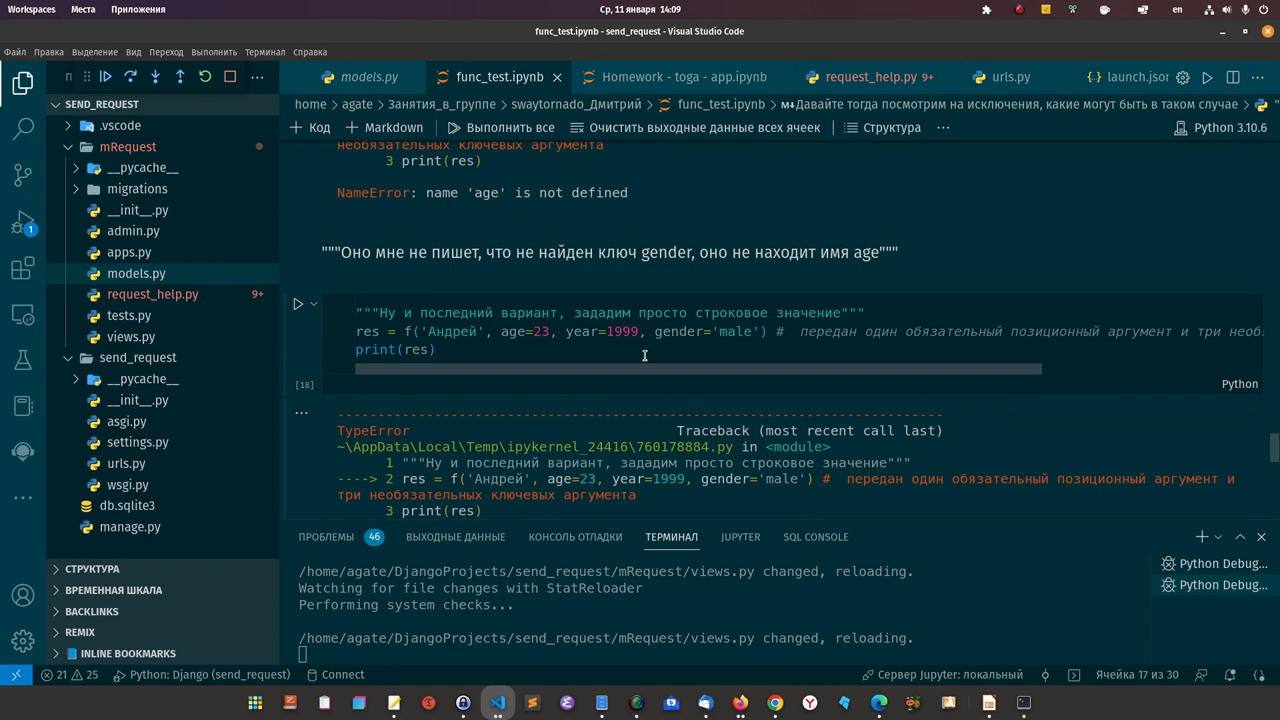 Workspaces Места Приложения Ср, 11 января 14:09 en
func_test.ipynb - send_request - Visual Studio Code
Файл Правка Выделение Вид Переход Выполнить Терминал Справка
models.py func_test.ipynb Homework - toga - app.ipynb request_help.py 9+ urls.py launch.json
SEND_REQUEST
home agate Занятия_в_группе swaytornado_Дмитрий func_test.ipynb Давайте тогда посмотрим на исключения, какие могут быть в таком случае
Код Markdown Выполнить все Очистить выходные данные всех ячеек Структура Python 3.10.6
.vscode
mRequest
__pycache__
migrations
__init__.py
admin.py
apps.py
models.py
request_help.py 9+
tests.py
views.py
send_request
__pycache__
__init__.py
asgi.py
settings.py
urls.py
wsgi.py
db.sqlite3
manage.py
СТРУКТУРА
ВРЕМЕННАЯ ШКАЛА
BACKLINKS
REMIX
INLINE BOOKMARKS
1
необязательных ключевых аргумента
3 print(res)
NameError: name 'age' is not defined
"""Оно мне не пишет, что не найден ключ gender, оно не находит имя age"""
"""Ну и последний вариант, зададим просто строковое значение"""
res = f('Андрей', age=23, year=1999, gender='male') # передан один обязательный позиционный аргумент и три необя
print(res)
[18] Python
---------------------------------------------------------------------------
TypeError Traceback (most recent call last)
~\AppData\Local\Temp\ipykernel_24416\760178884.py in <module>
1 """Ну и последний вариант, зададим просто строковое значение"""
----> 2 res = f('Андрей', age=23, year=1999, gender='male') # передан один обязательный позиционный аргумент и
три необязательных ключевых аргумента
3 print(res)
ПРОБЛЕМЫ 46 ВЫХОДНЫЕ ДАННЫЕ КОНСОЛЬ ОТЛАДКИ ТЕРМИНАЛ JUPYTER SQL CONSOLE
/home/agate/DjangoProjects/send_request/mRequest/views.py changed, reloading.
Watching for file changes with StatReloader
Performing system checks...
/home/agate/DjangoProjects/send_request/mRequest/views.py changed, reloading.
Python Debug...
Python Debug...
21 25 Python: Django (send_request) Connect Сервер Jupyter: локальный Ячейка 17 из 30